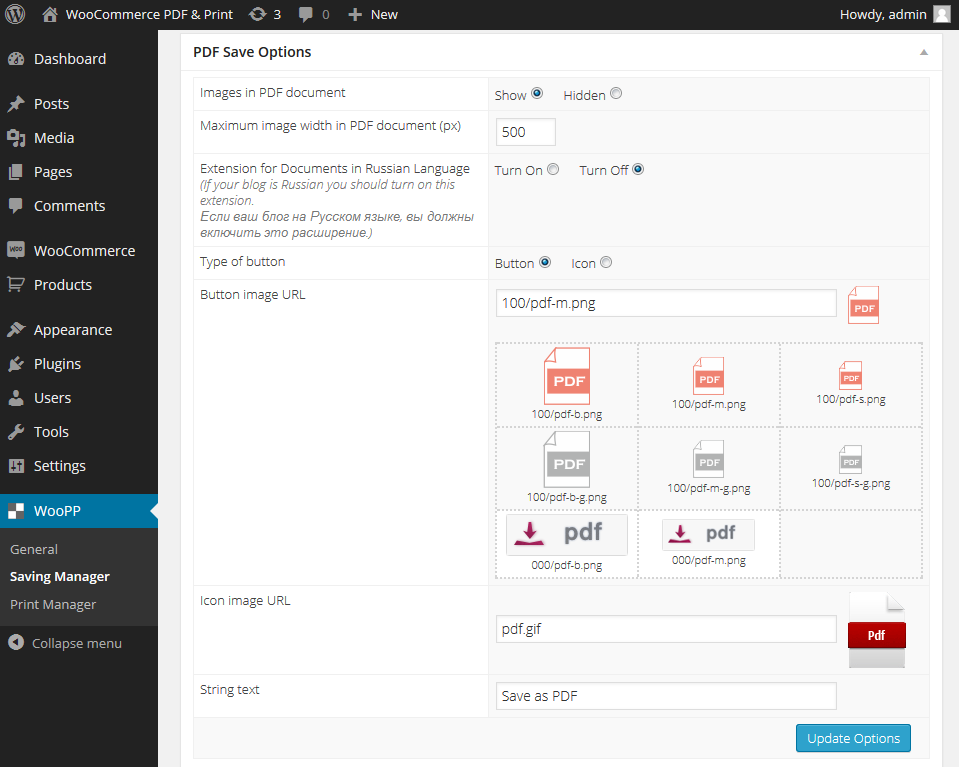 WooCommerce PDF & Print 3 0 New Howdy, admin
Dashboard
Posts
Media
Pages
Comments
WOO WooCommerce
Products
Appearance
Plugins
Users
Tools
Settings
WooPP
General
Saving Manager
Print Manager
Collapse menu
PDF Save Options
Images in PDF document
Show Hidden
Maximum image width in PDF document (px)
500
Extension for Documents in Russian Language
(If your blog is Russian you should turn on this
extension.
Если ваш блог на Русском языке, вы должны
включить это расширение.)
Turn On Turn Off
Type of button
Button Icon
Button image URL
100/pdf-m.png
PDF
PDF PDF PDF
100/pdf-b.png 100/pdf-m.png 100/pdf-s.png
PDF PDF PDF
100/pdf-b-g.png 100/pdf-m-g.png 100/pdf-s-g.png
pdf pdf
000/pdf-b.png 000/pdf-m.png
Icon image URL
pdf.gif
Pdf
String text
Save as PDF
Update Options